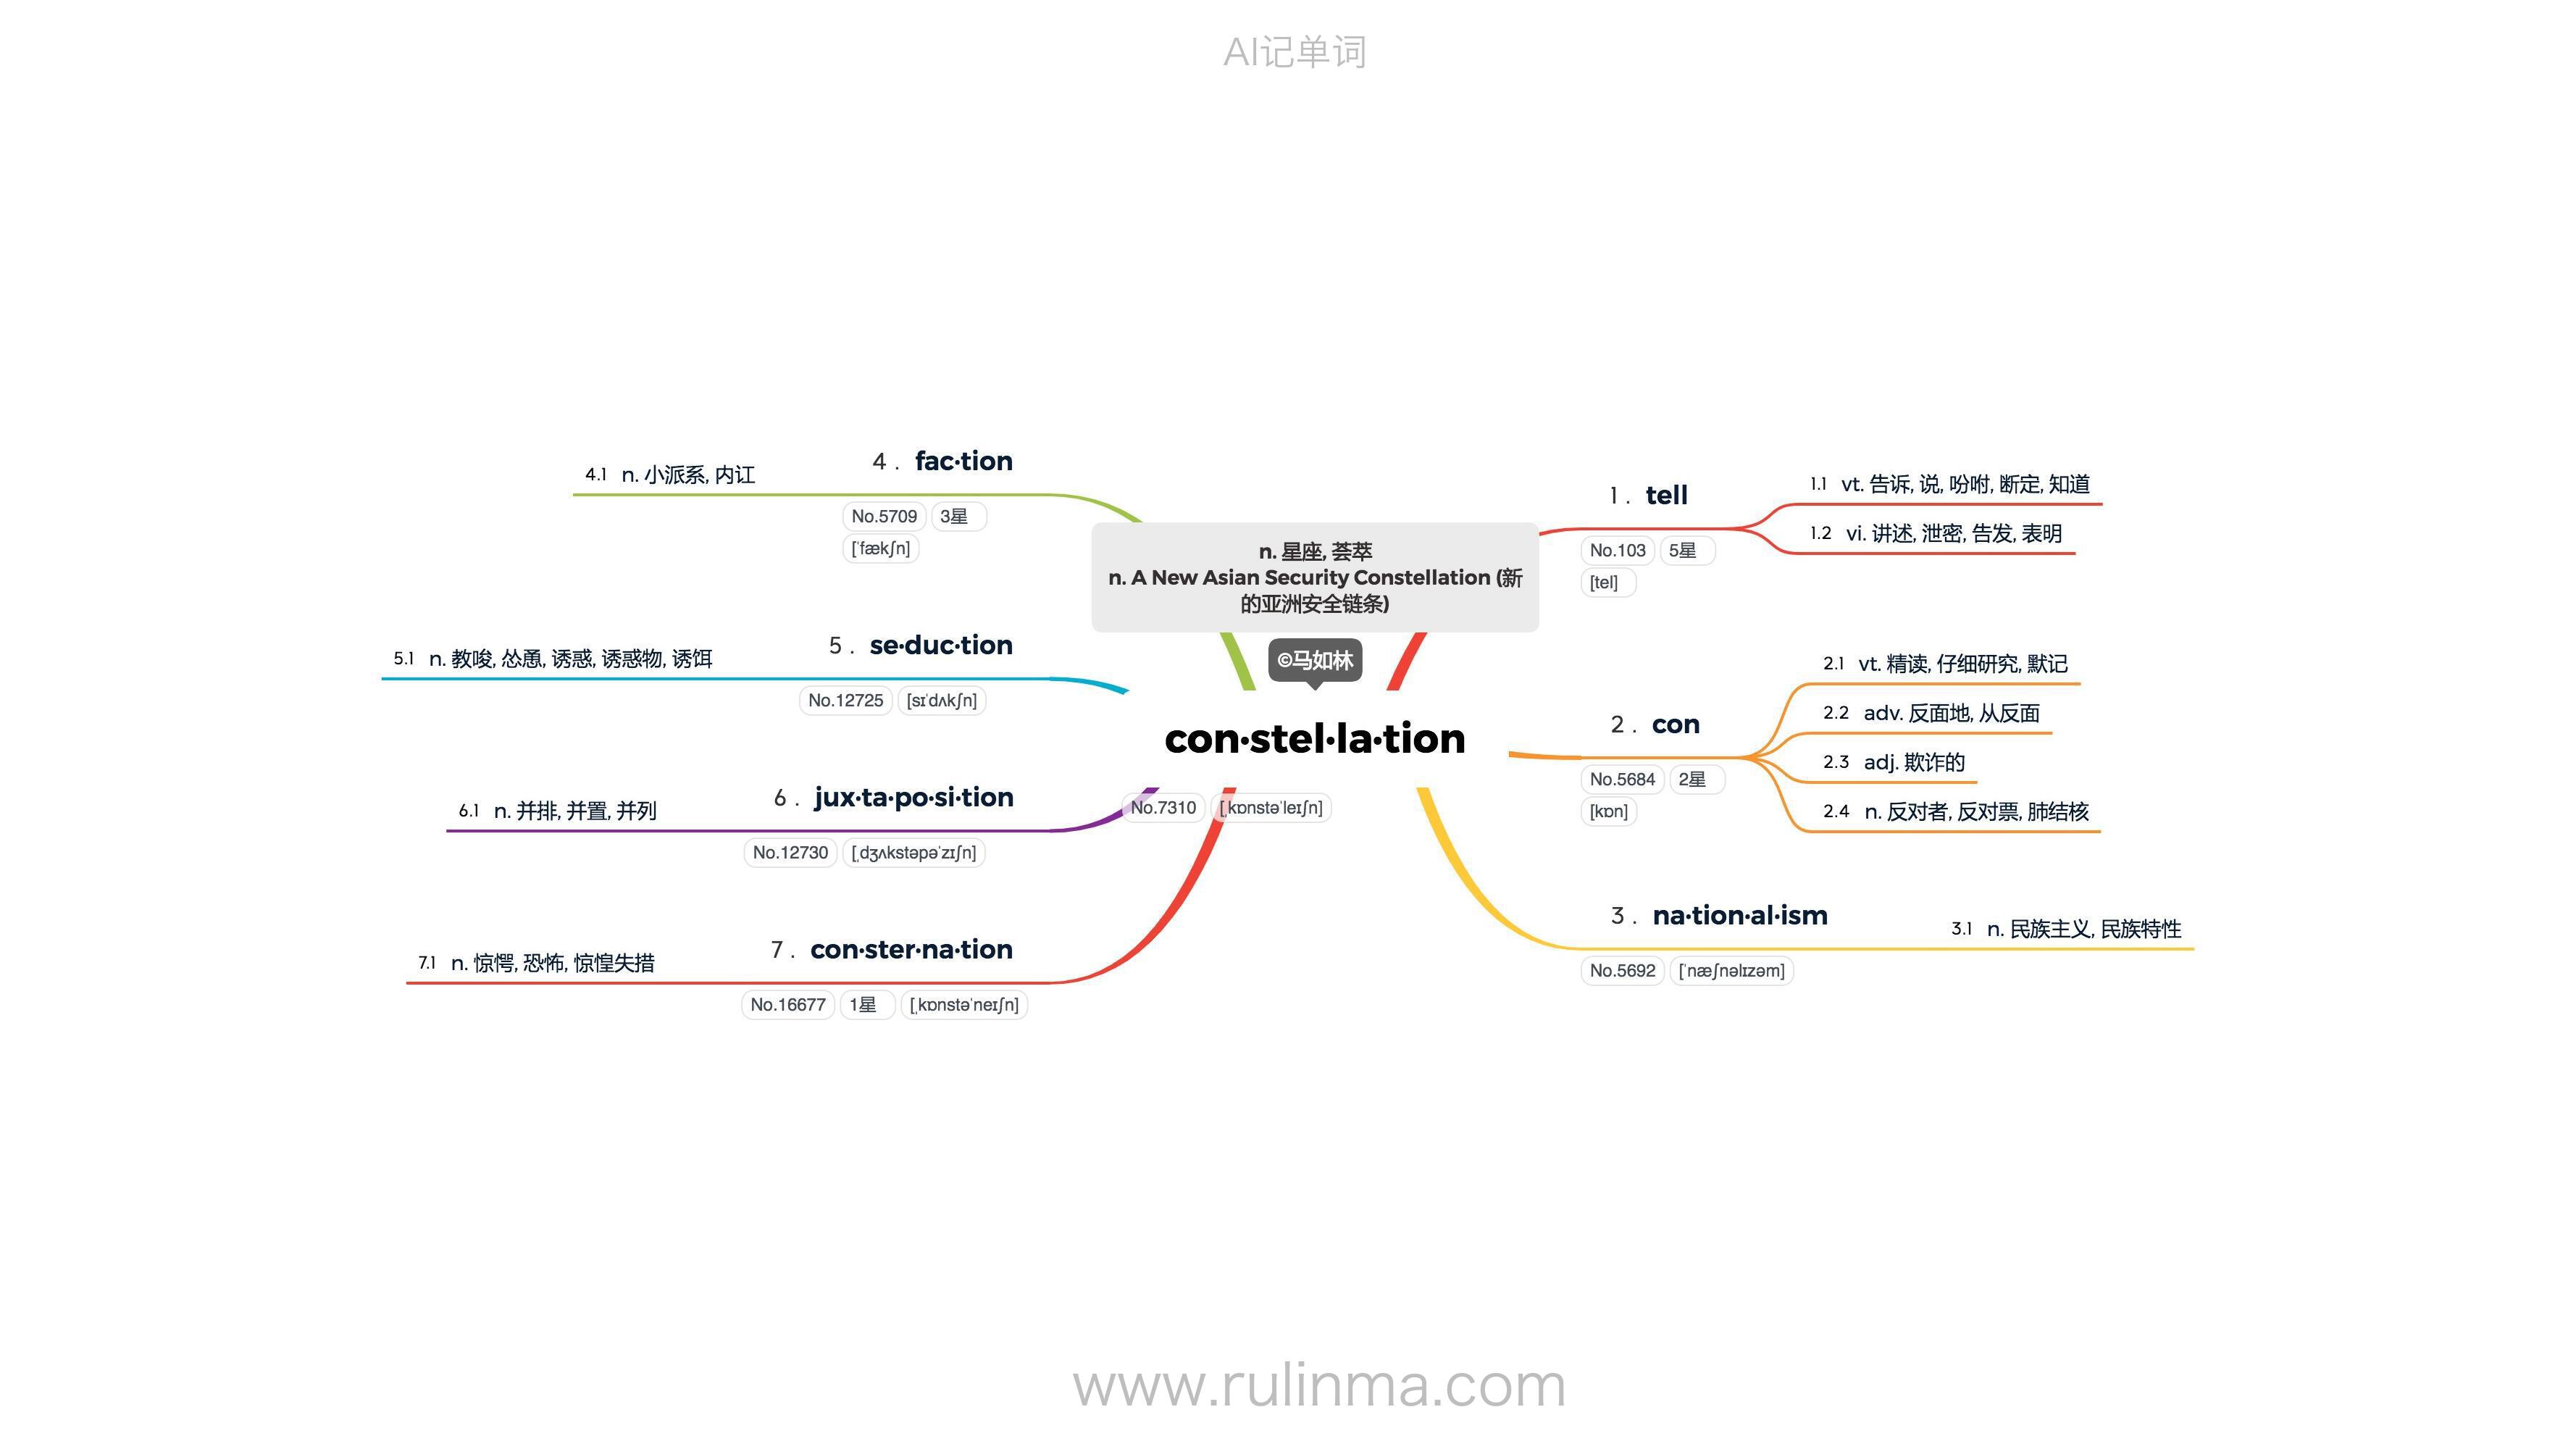 AI记单词
n. 星座, 荟萃
n. A New Asian Security Constellation (新
的亚洲安全链条)
©马如林
con·stel·la·tion
No.7310 [ˌkɒnstəˈleɪʃn]
1 . tell
No.103 5星
[tel]
1.1 vt. 告诉, 说, 吩咐, 断定, 知道
1.2 vi. 讲述, 泄密, 告发, 表明
2 . con
No.5684 2星
[kɒn]
2.1 vt. 精读, 仔细研究, 默记
2.2 adv. 反面地, 从反面
2.3 adj. 欺诈的
2.4 n. 反对者, 反对票, 肺结核
3 . na·tion·al·ism
No.5692 [ˈnæʃnəlɪzəm]
3.1 n. 民族主义, 民族特性
4 . fac·tion
No.5709 3星
[ˈfækʃn]
4.1 n. 小派系, 内讧
5 . se·duc·tion
No.12725 [sɪˈdʌkʃn]
5.1 n. 教唆, 怂恿, 诱惑, 诱惑物, 诱饵
6 . jux·ta·po·si·tion
No.12730 [ˌdʒʌkstəpəˈzɪʃn]
6.1 n. 并排, 并置, 并列
7 . con·ster·na·tion
No.16677 1星 [ˌkɒnstəˈneɪʃn]
7.1 n. 惊愕, 恐怖, 惊惶失措
www.rulinma.com